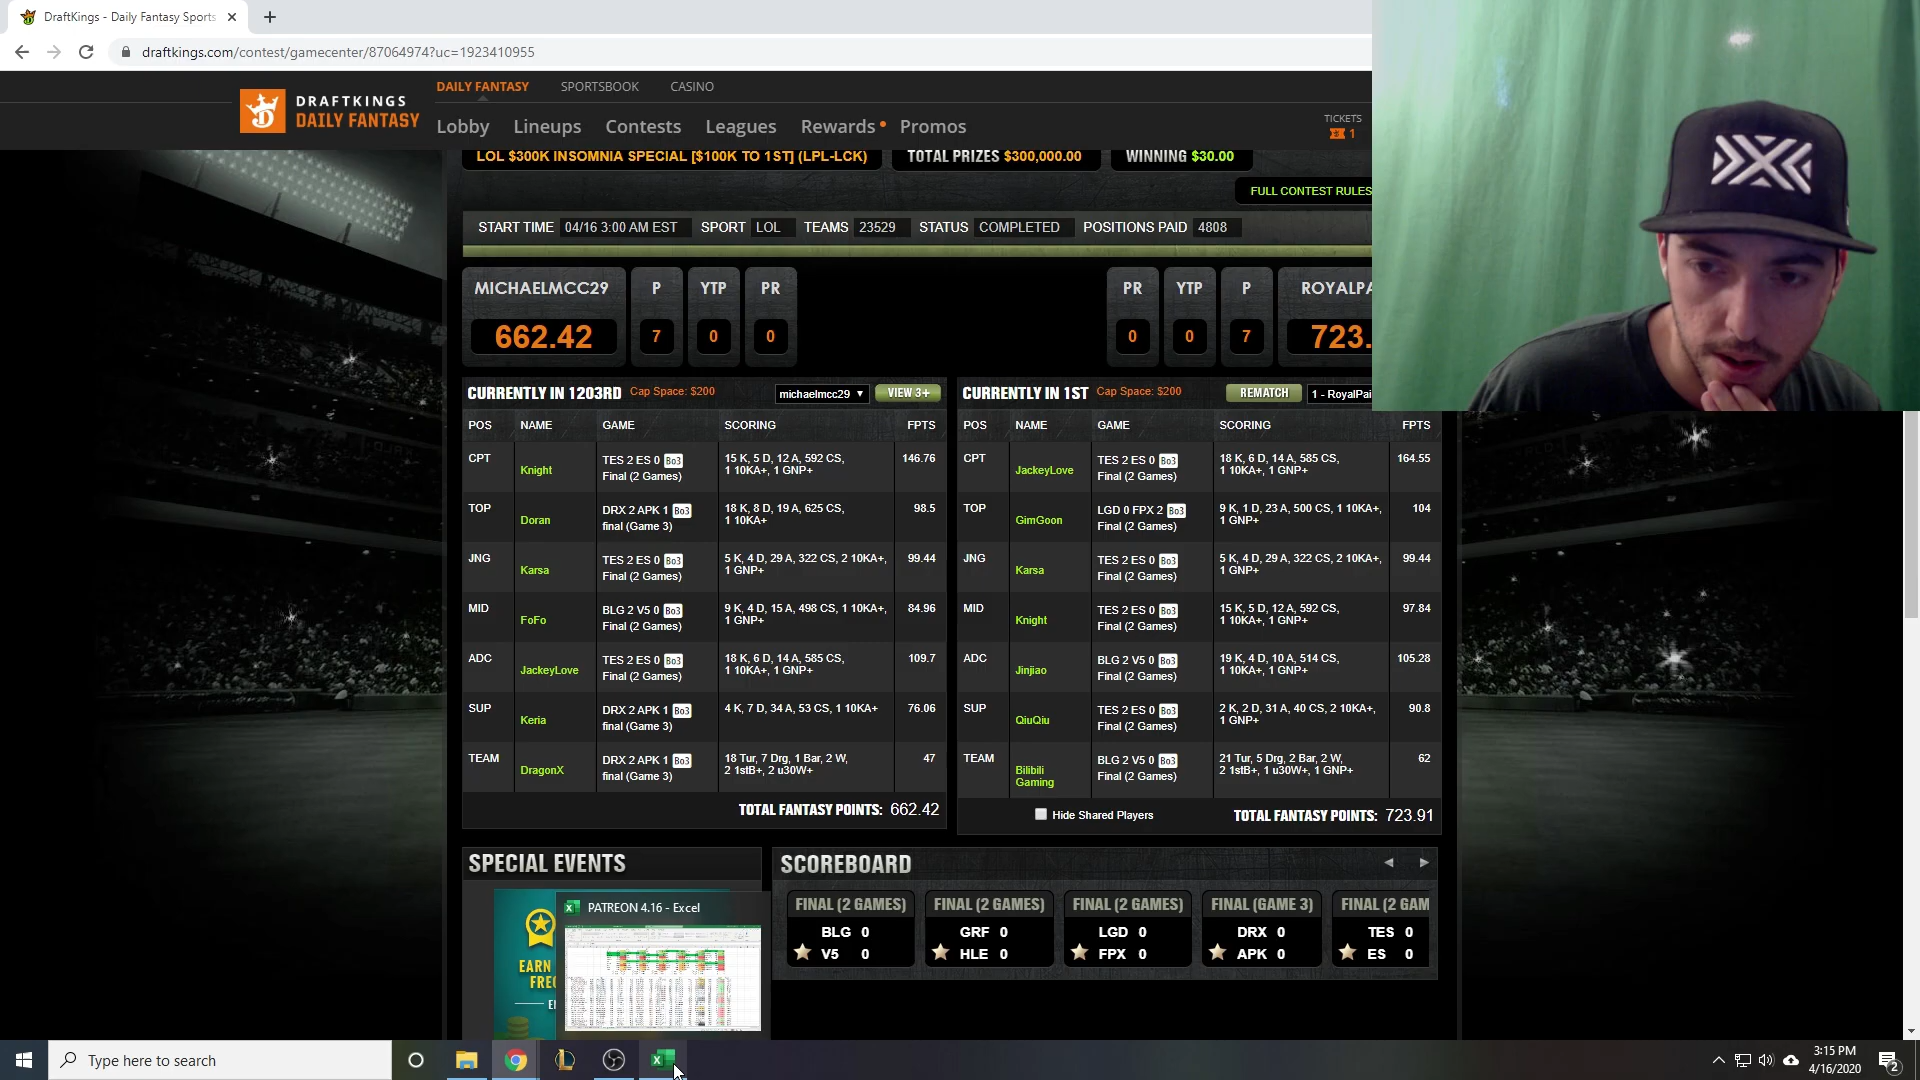 DraftKings - Daily Fantasy Sports
draftkings.com/contest/gamecenter/87064974?uc=1923410955
DAILY FANTASY SPORTSBOOK CASINO
DRAFTKINGS
DAILY FANTASY
Lobby Lineups Contests Leagues Rewards Promos
TICKETS
1
LOL $300K INSOMNIA SPECIAL [$100K TO 1ST] (LPL-LCK) TOTAL PRIZES $300,000.00 WINNING $30.00
FULL CONTEST RULES
START TIME 04/16 3:00 AM EST SPORT LOL TEAMS 23529 STATUS COMPLETED POSITIONS PAID 4808
MICHAELMCC29 P YTP PR
662.42 7 0 0
PR YTP P ROYALPA
0 0 7 723.
CURRENTLY IN 1203RD Cap Space: $200 michaelmcc29 VIEW 3+
POS NAME GAME SCORING FPTS
CPT Knight TES 2 ES 0 Bo3 15 K, 5 D, 12 A, 592 CS, 146.76
Final (2 Games) 1 10KA+, 1 GNP+
TOP Doran DRX 2 APK 1 Bo3 18 K, 8 D, 19 A, 625 CS, 98.5
final (Game 3) 1 10KA+
JNG Karsa TES 2 ES 0 Bo3 5 K, 4 D, 29 A, 322 CS, 2 10KA+, 99.44
Final (2 Games) 1 GNP+
MID FoFo BLG 2 V5 0 Bo3 9 K, 4 D, 15 A, 498 CS, 1 10KA+, 84.96
Final (2 Games) 1 GNP+
ADC JackeyLove TES 2 ES 0 Bo3 18 K, 6 D, 14 A, 585 CS, 109.7
Final (2 Games) 1 10KA+, 1 GNP+
SUP Keria DRX 2 APK 1 Bo3 4 K, 7 D, 34 A, 53 CS, 1 10KA+ 76.06
final (Game 3)
TEAM DragonX DRX 2 APK 1 Bo3 18 Tur, 7 Drg, 1 Bar, 2 W, 47
final (Game 3) 2 1stB+, 2 u30W+
TOTAL FANTASY POINTS: 662.42
CURRENTLY IN 1ST Cap Space: $200 REMATCH 1 - RoyalPai
POS NAME GAME SCORING FPTS
CPT JackeyLove TES 2 ES 0 Bo3 18 K, 6 D, 14 A, 585 CS, 164.55
Final (2 Games) 1 10KA+, 1 GNP+
TOP GimGoon LGD 0 FPX 2 Bo3 9 K, 1 D, 23 A, 500 CS, 1 10KA+, 104
Final (2 Games) 1 GNP+
JNG Karsa TES 2 ES 0 Bo3 5 K, 4 D, 29 A, 322 CS, 2 10KA+, 99.44
Final (2 Games) 1 GNP+
MID Knight TES 2 ES 0 Bo3 15 K, 5 D, 12 A, 592 CS, 97.84
Final (2 Games) 1 10KA+, 1 GNP+
ADC Jinjiao BLG 2 V5 0 Bo3 19 K, 4 D, 10 A, 514 CS, 105.28
Final (2 Games) 1 10KA+, 1 GNP+
SUP QiuQiu TES 2 ES 0 Bo3 2 K, 2 D, 31 A, 40 CS, 2 10KA+, 90.8
Final (2 Games) 1 GNP+
TEAM Bilibili BLG 2 V5 0 Bo3 21 Tur, 5 Drg, 2 Bar, 2 W, 62
Gaming Final (2 Games) 2 1stB+, 1 u30W+, 1 GNP+
Hide Shared Players TOTAL FANTASY POINTS: 723.91
SPECIAL EVENTS
EARN
FREE
PATREON 4.16 - Excel
SCOREBOARD
FINAL (2 GAMES) FINAL (2 GAMES) FINAL (2 GAMES) FINAL (GAME 3) FINAL (2 GAM
BLG 0 GRF 0 LGD 0 DRX 0 TES 0
V5 0 HLE 0 FPX 0 APK 0 ES 0
Type here to search
3:15 PM
4/16/2020
2